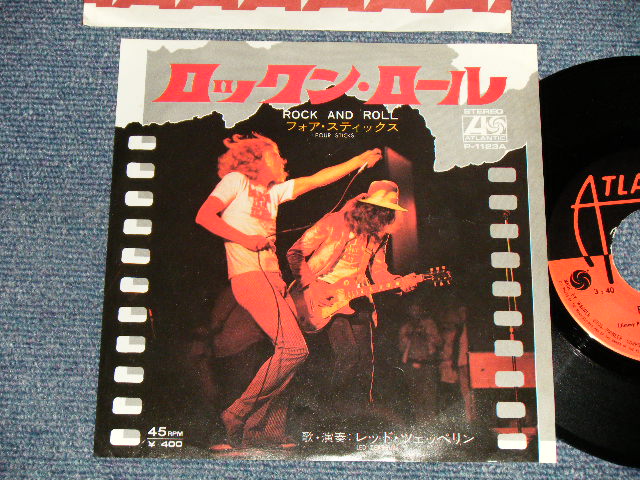 ロックン・ロール
ROCK AND ROLL
フォア・スティックス
FOUR STICKS
STEREO
ATLANTIC
P-1123A
45 RPM
¥ 400
歌・演奏：レッド・ツェッペリン
LED ZEPPELIN
ATLA
3:40